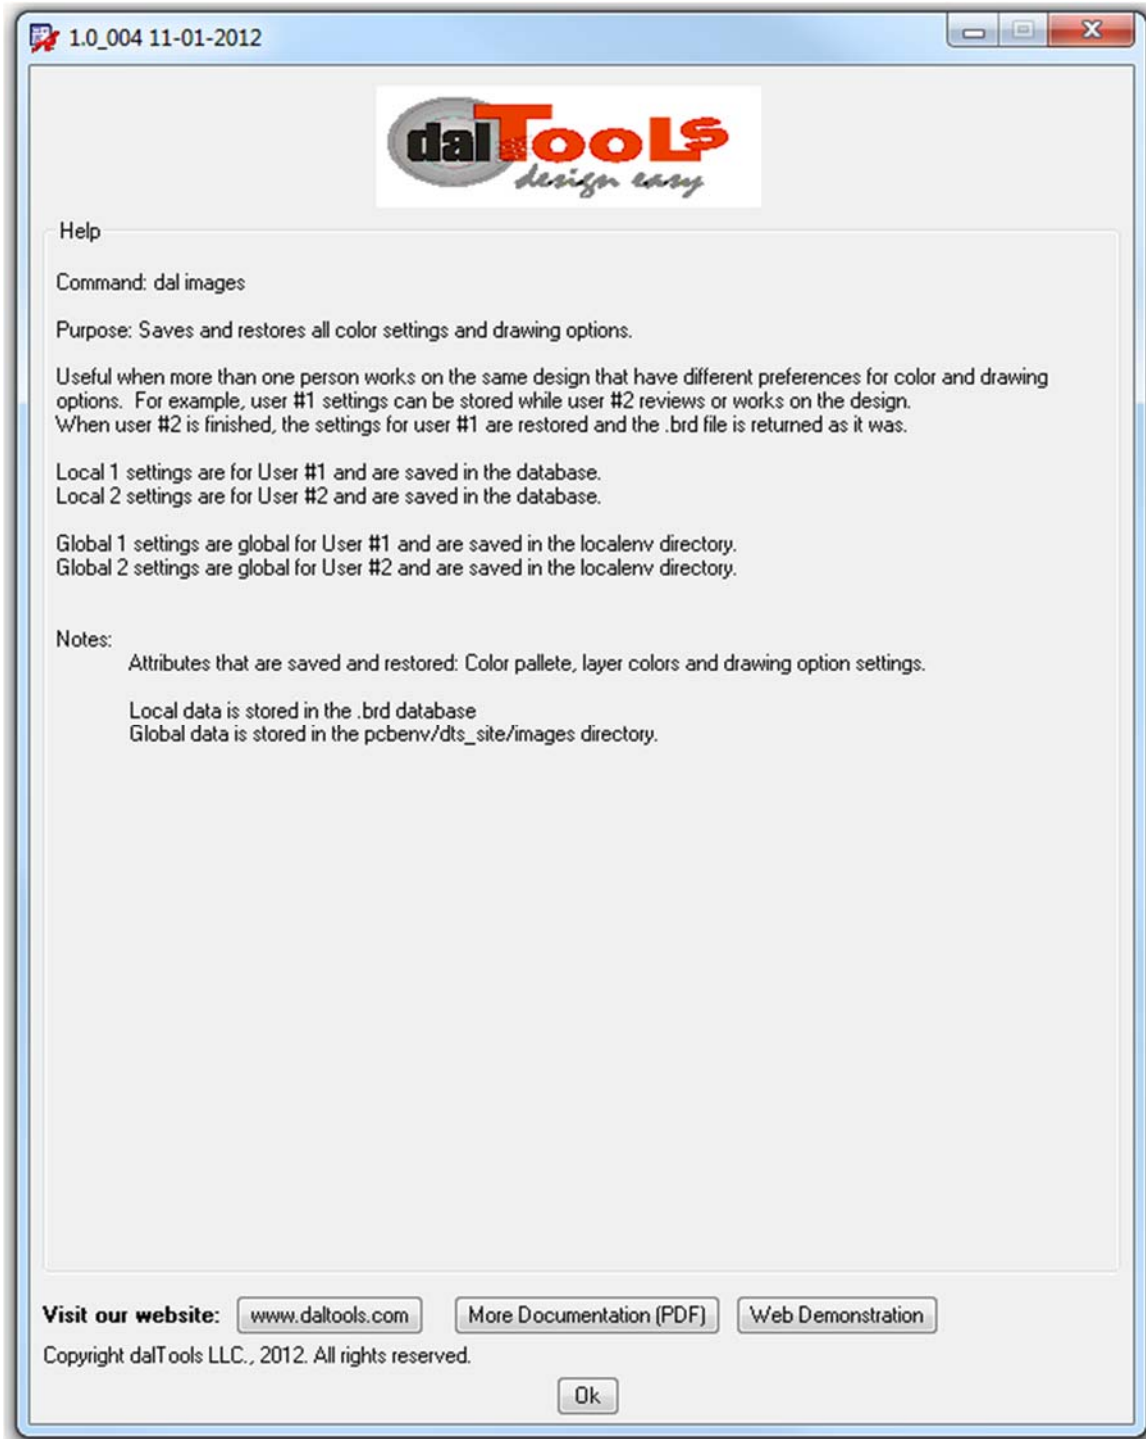 1.0_004 11-01-2012
dalTooLs
design easy
Help
Command: dal images
Purpose: Saves and restores all color settings and drawing options.
Useful when more than one person works on the same design that have different preferences for color and drawing
options.  For example, user #1 settings can be stored while user #2 reviews or works on the design.
When user #2 is finished, the settings for user #1 are restored and the .brd file is returned as it was.
Local 1 settings are for User #1 and are saved in the database.
Local 2 settings are for User #2 and are saved in the database.
Global 1 settings are global for User #1 and are saved in the localenv directory.
Global 2 settings are global for User #2 and are saved in the localenv directory.
Notes:
Attributes that are saved and restored: Color pallete, layer colors and drawing option settings.
Local data is stored in the .brd database
Global data is stored in the pcbenv/dts_site/images directory.
Visit our website: www.daltools.com More Documentation (PDF) Web Demonstration
Copyright dalTools LLC., 2012. All rights reserved.
Ok